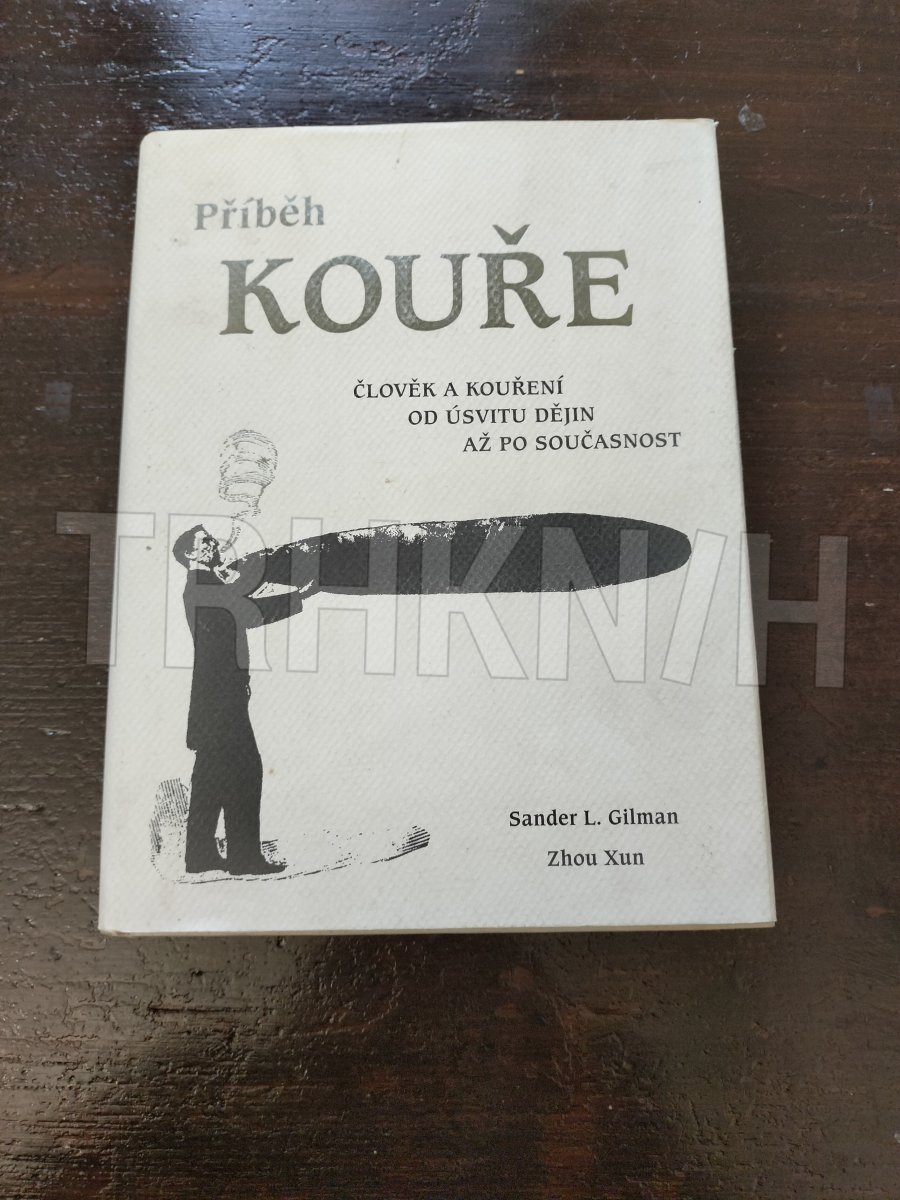 Příběh
KOUŘE
ČLOVĚK A KOUŘENÍ
OD ÚSVITU DĚJIN
AŽ PO SOUČASNOST
TRHKNIH
Sander L. Gilman
Zhou Xun